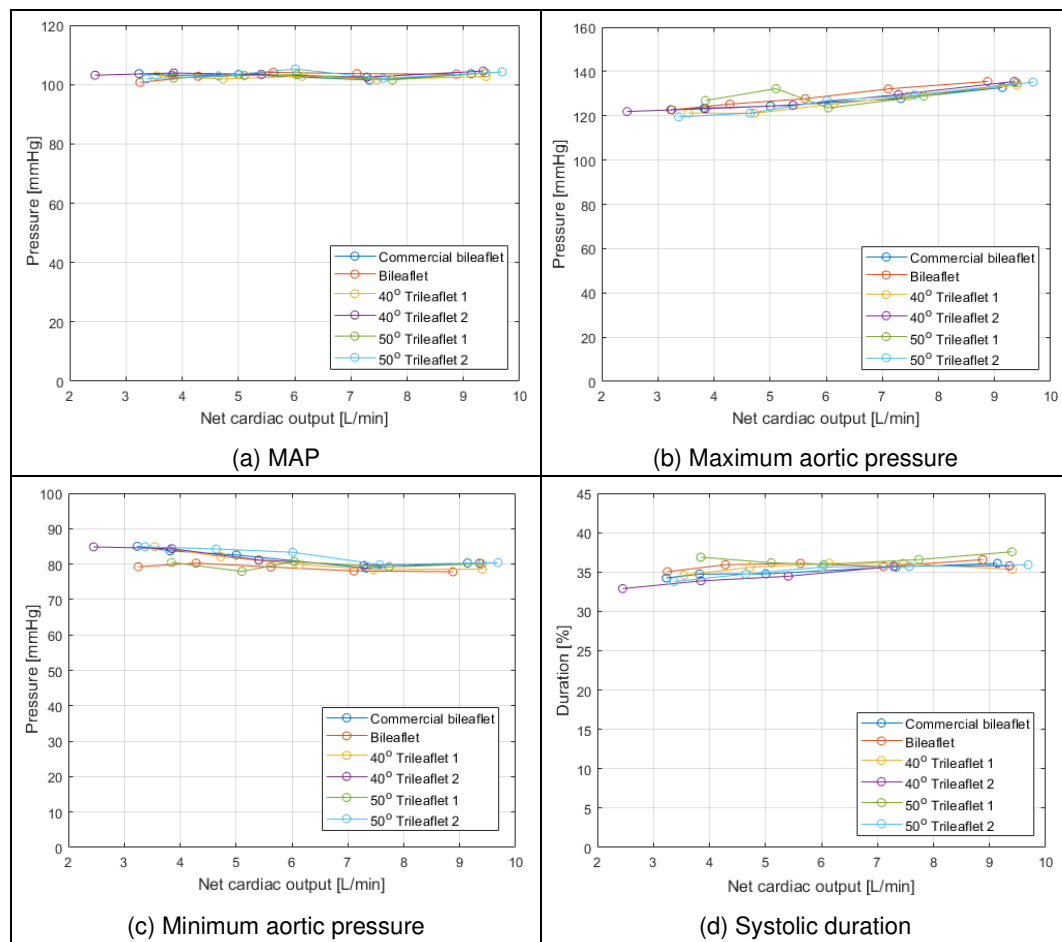 120
100
80
60
40
20
0
Pressure [mmHg]
Commercial bileaflet
Bileaflet
40° Trileaflet 1
40° Trileaflet 2
50° Trileaflet 1
50° Trileaflet 2
2 3 4 5 6 7 8 9 10
Net cardiac output [L/min]
(a) MAP
160
140
120
100
80
60
40
20
0
Pressure [mmHg]
Commercial bileaflet
Bileaflet
40° Trileaflet 1
40° Trileaflet 2
50° Trileaflet 1
50° Trileaflet 2
2 3 4 5 6 7 8 9 10
Net cardiac output [L/min]
(b) Maximum aortic pressure
100
90
80
70
60
50
40
30
20
10
0
Pressure [mmHg]
Commercial bileaflet
Bileaflet
40° Trileaflet 1
40° Trileaflet 2
50° Trileaflet 1
50° Trileaflet 2
2 3 4 5 6 7 8 9 10
Net cardiac output [L/min]
(c) Minimum aortic pressure
45
40
35
30
25
20
15
10
5
0
Duration [%]
Commercial bileaflet
Bileaflet
40° Trileaflet 1
40° Trileaflet 2
50° Trileaflet 1
50° Trileaflet 2
2 3 4 5 6 7 8 9 10
Net cardiac output [L/min]
(d) Systolic duration